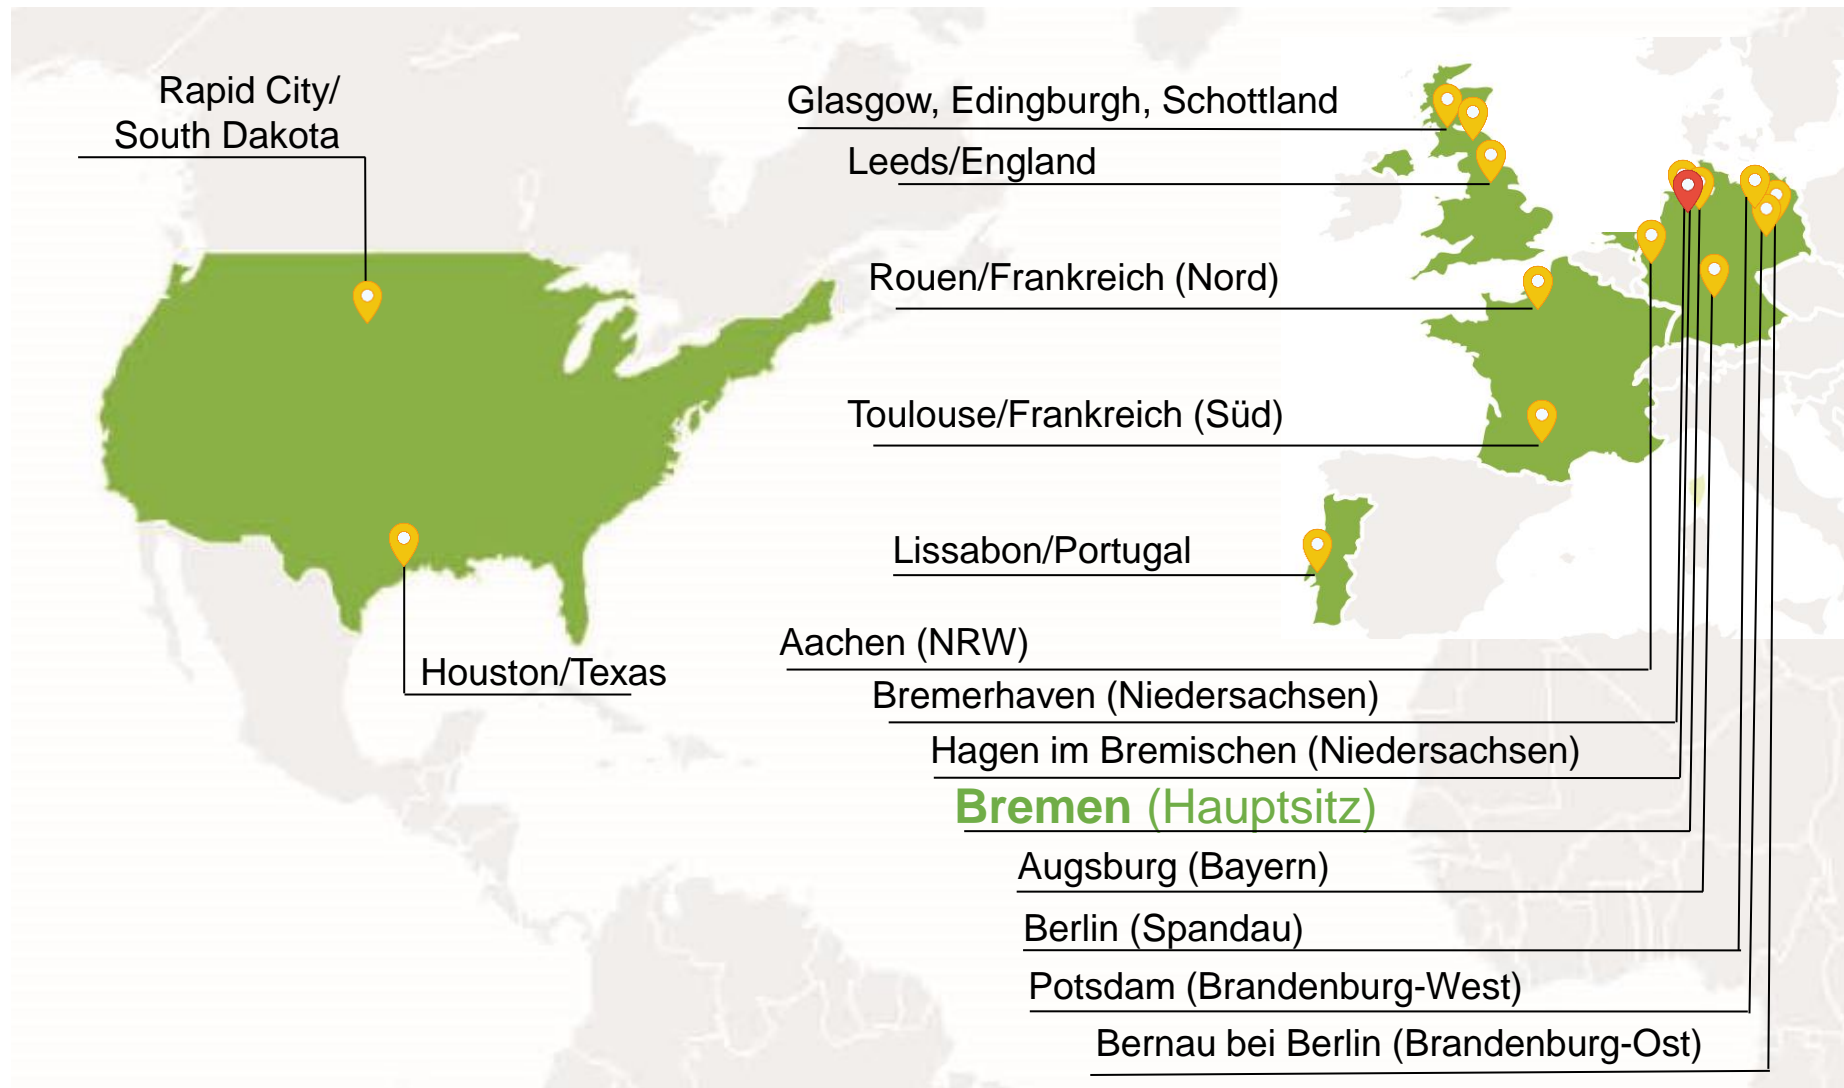 Rapid City/
South Dakota
Glasgow, Edingburgh, Schottland
Leeds/England
Rouen/Frankreich (Nord)
Toulouse/Frankreich (Süd)
Lissabon/Portugal
Aachen (NRW)
Houston/Texas
Bremerhaven (Niedersachsen)
Hagen im Bremischen (Niedersachsen)
Bremen (Hauptsitz)
Augsburg (Bayern)
Berlin (Spandau)
Potsdam (Brandenburg-West)
Bernau bei Berlin (Brandenburg-Ost)